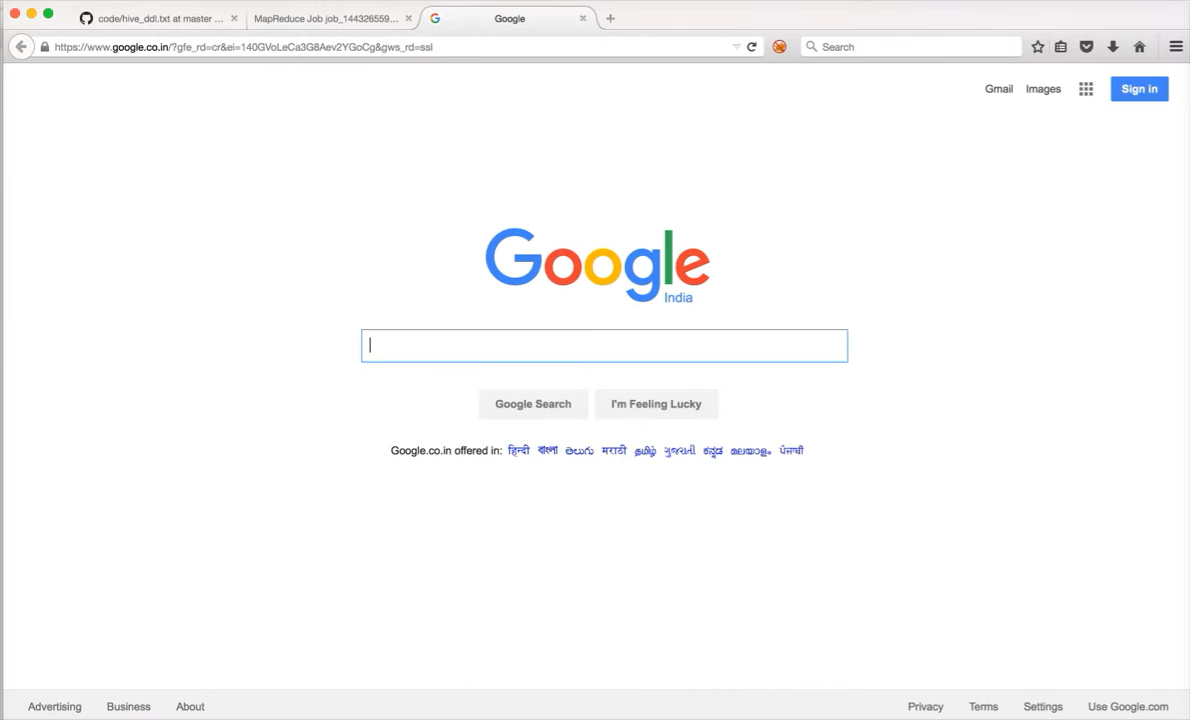 code/hive_ddl.txt at master ...
MapReduce Job job_144326559...
Google
https://www.google.co.in/?gfe_rd=cr&ei=140GVoLeCa3G8Aev2YGoCg&gws_rd=ssl
Search
Gmail Images Sign in
Google
India
Google Search I'm Feeling Lucky
Google.co.in offered in: हिन्दी বাংলা తెలుగు मराठी தமிழ் ગુજરાતી ಕನ್ನಡ മലയാളം ਪੰਜਾਬੀ
Advertising Business About Privacy Terms Settings Use Google.com